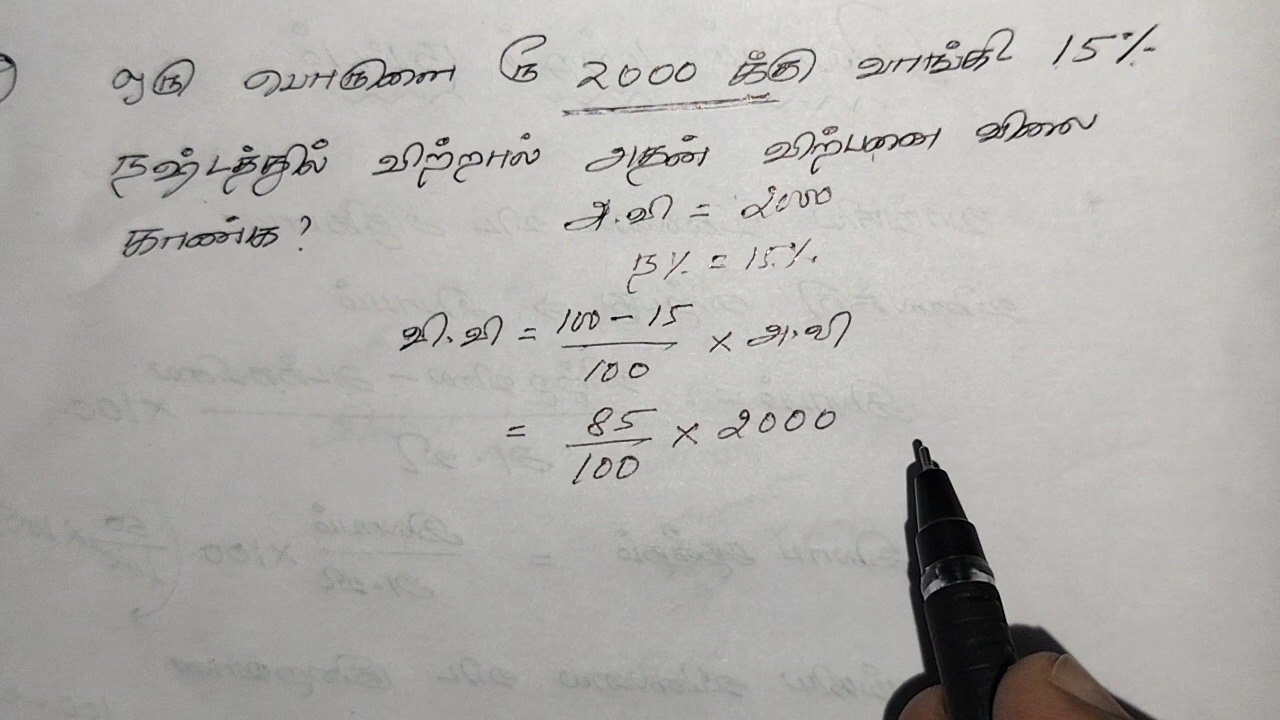 ஒரு பொருளை ரூ 2000 க்கு வாங்கி 15%
நஷ்டத்தில் விற்றால் அதன் விற்பனை விலை
காண்க?
அ.வி = 2000
ந% = 15%
வி.வி = 100 - 15 / 100 × அ.வி
= 85 / 100 × 2000